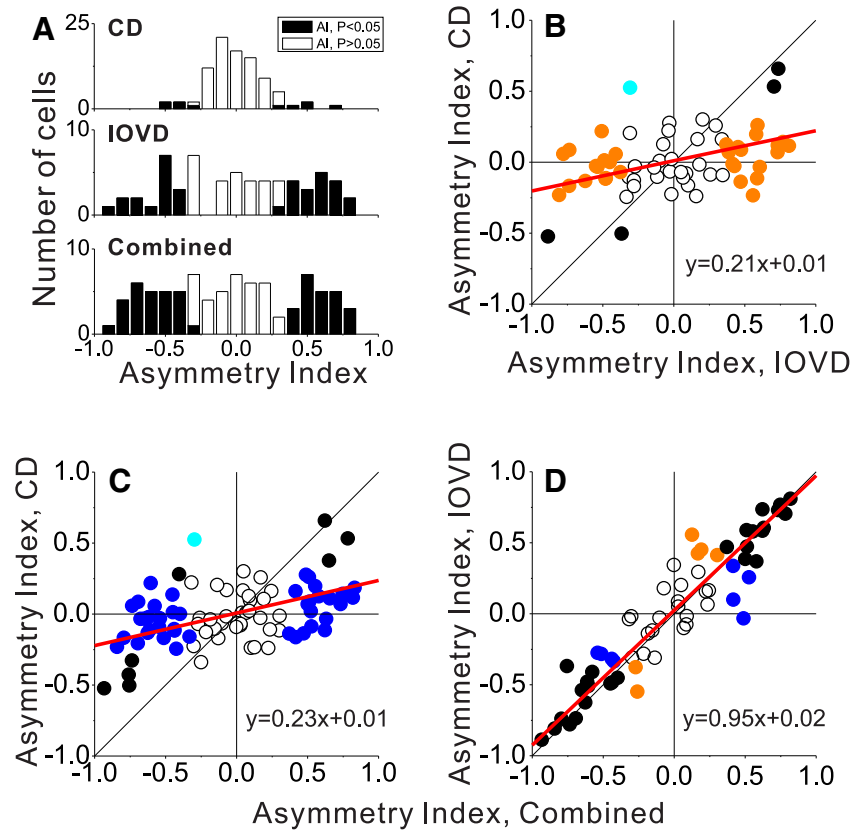 A
CD
AI, P<0.05
AI, P>0.05
25
0
IOVD
10
0
Combined
10
0
-1.0 -0.5 0.0 0.5 1.0
Number of cells
Asymmetry Index
B
1.0
0.5
0.0
-0.5
-1.0
-1.0 -0.5 0.0 0.5 1.0
Asymmetry Index, CD
y=0.21x+0.01
Asymmetry Index, IOVD
C
1.0
0.5
0.0
-0.5
-1.0
-1.0 -0.5 0.0 0.5 1.0
Asymmetry Index, CD
y=0.23x+0.01
D
1.0
0.5
0.0
-0.5
-1.0
-1.0 -0.5 0.0 0.5 1.0
Asymmetry Index, IOVD
y=0.95x+0.02
Asymmetry Index, Combined